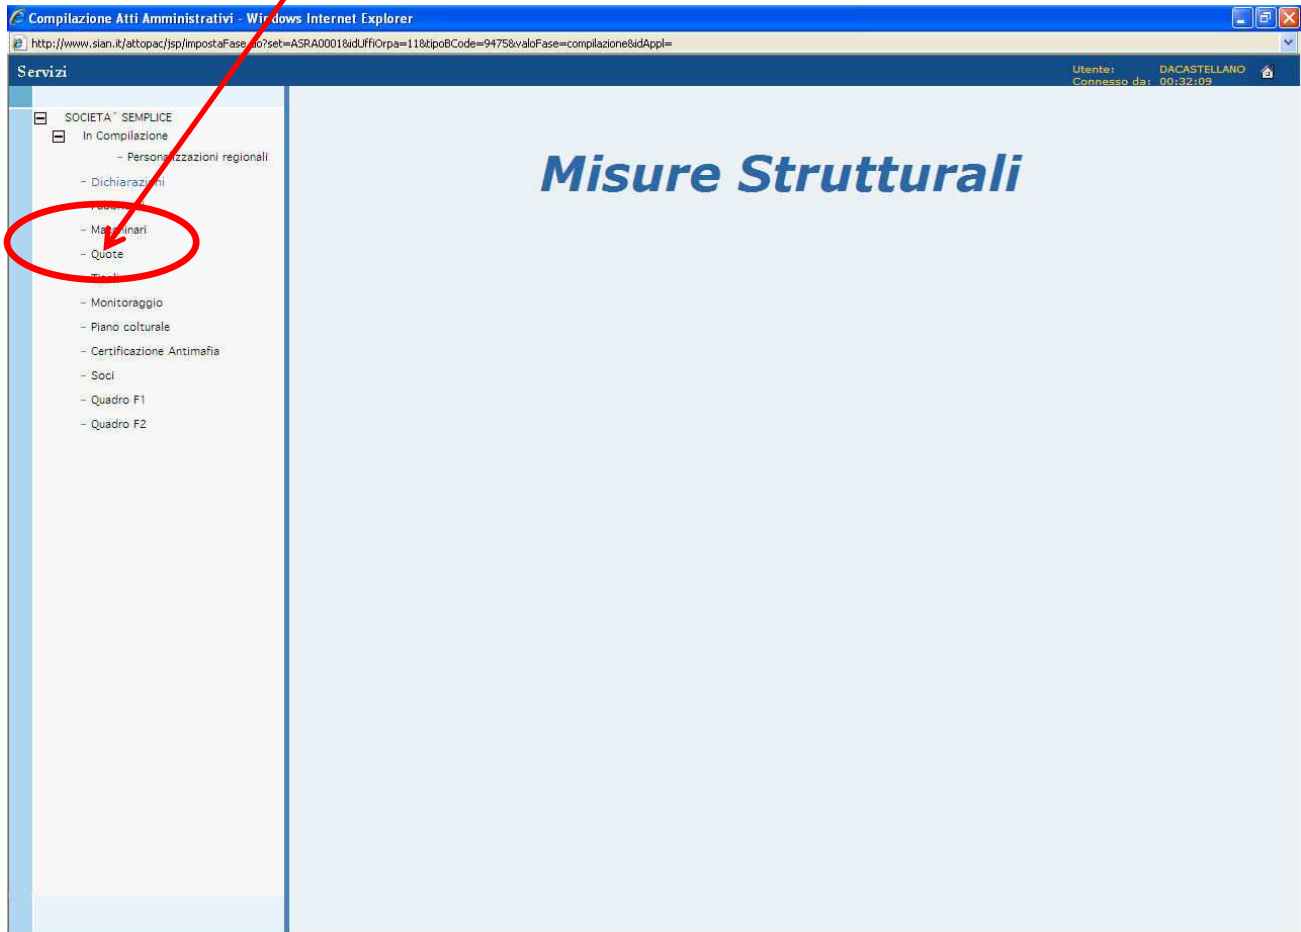 Compilazione Atti Amministrativi - Windows Internet Explorer
http://www.sian.it/attopac/jsp/impostaFase.do?set=ASRA0001&idUffiOrpa=11&tipoBCode=9475&valoFase=compilazione&idAppl=
Servizi
Utente: DACASTELLANO
Connesso da: 00:32:09
SOCIETA´ SEMPLICE
In Compilazione
- Personalizzazioni regionali
- Dichiarazioni
- Macchinari
- Quote
- Titoli
- Monitoraggio
- Piano colturale
- Certificazione Antimafia
- Soci
- Quadro F1
- Quadro F2
Misure Strutturali